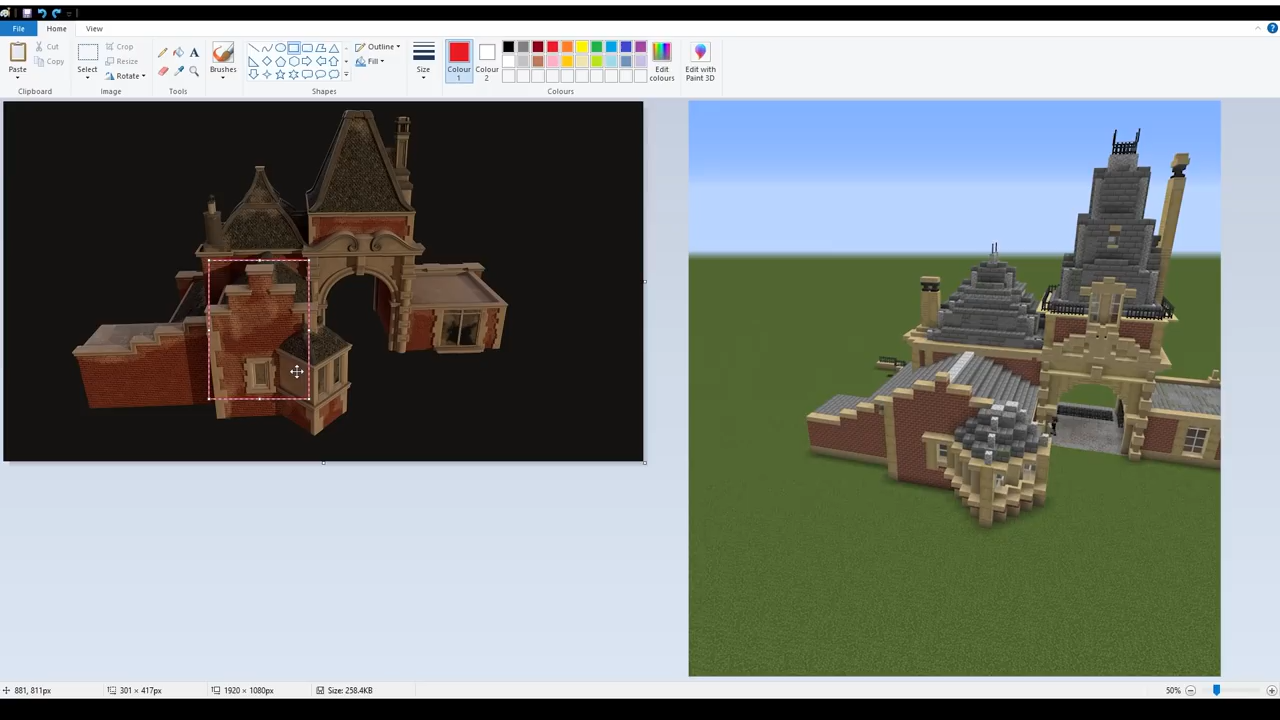 File Home View
Paste
Cut
Copy
Clipboard
Select
Crop
Resize
Rotate
Image
Tools
Brushes
Outline
Fill
Shapes
Size
Colour
1
Colour
2
Edit
colours
Colours
Edit with
Paint 3D
881, 811px 301 × 417px 1920 × 1080px Size: 258.4KB 50%